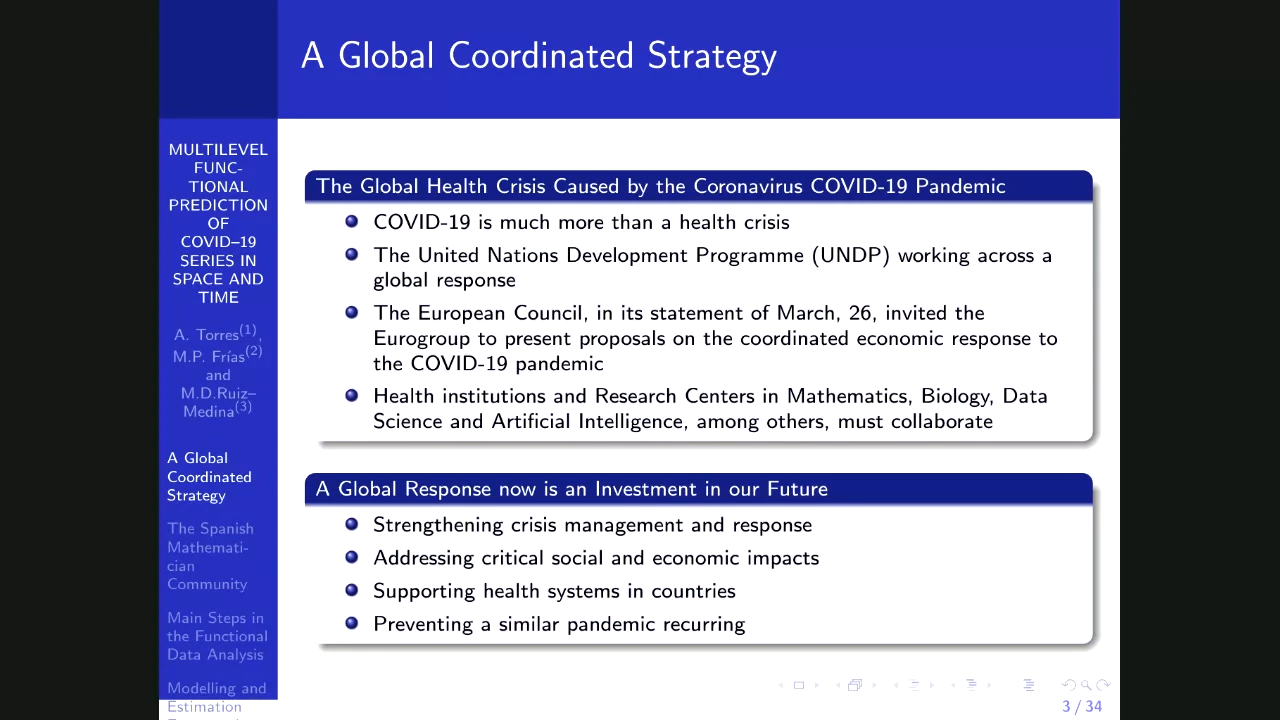 A Global Coordinated Strategy
MULTILEVEL
FUNC-
TIONAL
PREDICTION
OF
COVID–19
SERIES IN
SPACE AND
TIME
A. Torres(1),
M.P. Frías(2)
and
M.D.Ruiz–
Medina(3)
A Global
Coordinated
Strategy
The Spanish
Mathemati-
cian
Community
Main Steps in
the Functional
Data Analysis
Modelling and
Estimation
The Global Health Crisis Caused by the Coronavirus COVID-19 Pandemic
COVID-19 is much more than a health crisis
The United Nations Development Programme (UNDP) working across a
global response
The European Council, in its statement of March, 26, invited the
Eurogroup to present proposals on the coordinated economic response to
the COVID-19 pandemic
Health institutions and Research Centers in Mathematics, Biology, Data
Science and Artificial Intelligence, among others, must collaborate
A Global Response now is an Investment in our Future
Strengthening crisis management and response
Addressing critical social and economic impacts
Supporting health systems in countries
Preventing a similar pandemic recurring
3 / 34